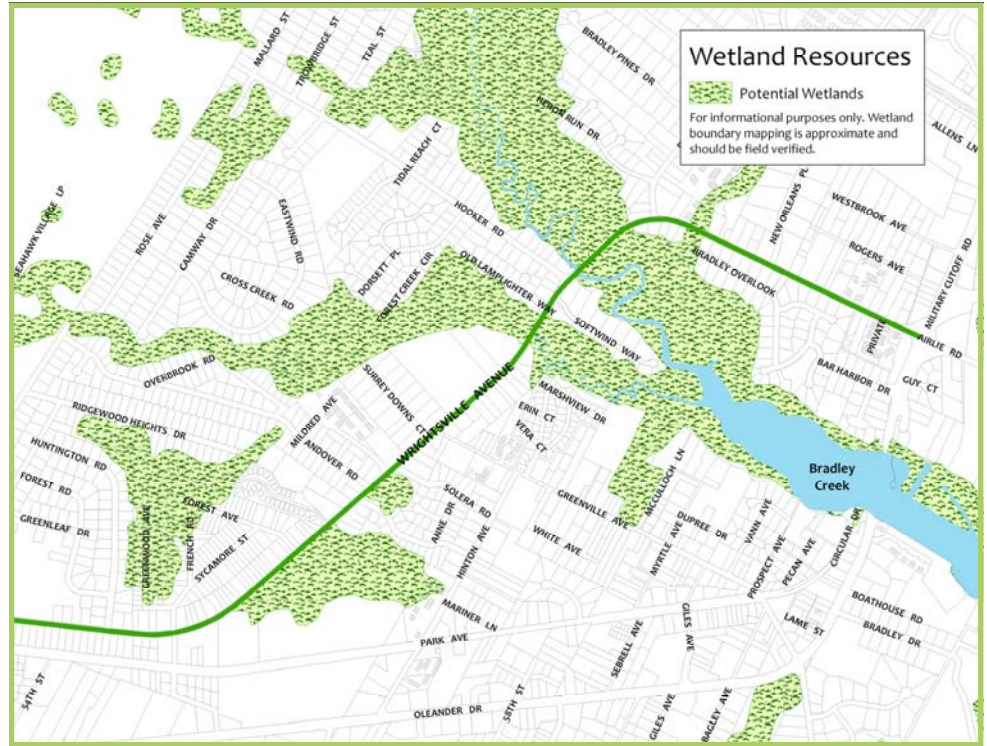 Wetland Resources
Potential Wetlands
For informational purposes only. Wetland
boundary mapping is approximate and
should be field verified.
MALLARD ST
TROWBRIDGE ST
TEAL ST
BRADLEY PINES DR
HERON RUN DR
ALLENS LN
TIDAL REACH CT
NEW ORLEANS PL
WESTBROOK AVE
SEAHAWK VILLAGE LP
ROSE AVE
CAMWAY DR
EASTWIND RD
HOOKER RD
ROGERS AVE
MILITARY CUTOFF RD
CROSS CREEK RD
DORSETT PL
FOREST CREEK CIR
OLD LAMPLIGHTER WAY
BRADLEY OVERLOOK
SOFTWIND WAY
PRIVATE
AIRLIE RD
OVERBROOK RD
BAR HARBOR DR
GUY CT
SURREY DOWNS CT
WRIGHTSVILLE AVENUE
MARSHVIEW DR
RIDGEWOOD HEIGHTS DR
MILDRED AVE
ERIN CT
VERA CT
HUNTINGTON RD
ANDOVER RD
MCCULLOCH LN
Bradley
Creek
FOREST RD
FOREST AVE
SOLERA RD
GREENVILLE AVE
GREENLEAF DR
GREENWOOD AVE
FRENCH RD
SYCAMORE ST
ANNE DR
HINTON AVE
WHITE AVE
MYRTLE AVE
DUPREE DR
VANN AVE
PROSPECT AVE
PECAN AVE
CIRCULAR DR
MARINER LN
BOATHOUSE RD
PARK AVE
GILES AVE
LAME ST
BRADLEY DR
SEBRELL AVE
54TH ST
OLEANDER DR
58TH ST
GILES AVE
BAGLEY AVE